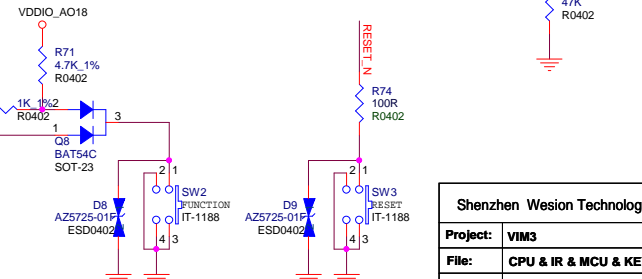 VDDIO_AO18
R71
4.7K_1%
R0402
1K_1%
2
R0402
3
1
Q8
BAT54C
SOT-23
2 1
SW2
FUNCTION
IT-1188
D8
AZ5725-01F
ESD0402
4 3
RESET_N
R74
100R
R0402
2 1
SW3
RESET
IT-1188
D9
AZ5725-01F
ESD0402
4 3
47K
R0402
Shenzhen Wesion Technolog
Project: VIM3
File: CPU & IR & MCU & KE